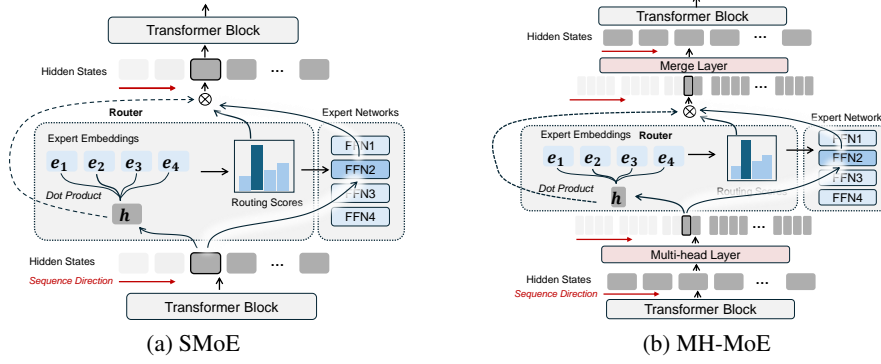 Transformer Block
Hidden States
...
Router
Expert Networks
Expert Embeddings
e1 e2 e3 e4
FFN1
FFN2
FFN3
FFN4
Dot Product
h
Routing Scores
Hidden States
...
Sequence Direction
Transformer Block
(a) SMoE
Transformer Block
Hidden States
...
Merge Layer
...
Expert Network
Expert Embeddings Router
e1 e2 e3 e4
FFN1
FFN2
FFN3
FFN4
Dot Product
h
Routing
...
Multi-head Layer
Hidden States
...
Sequence Direction
Transformer Block
(b) MH-MoE